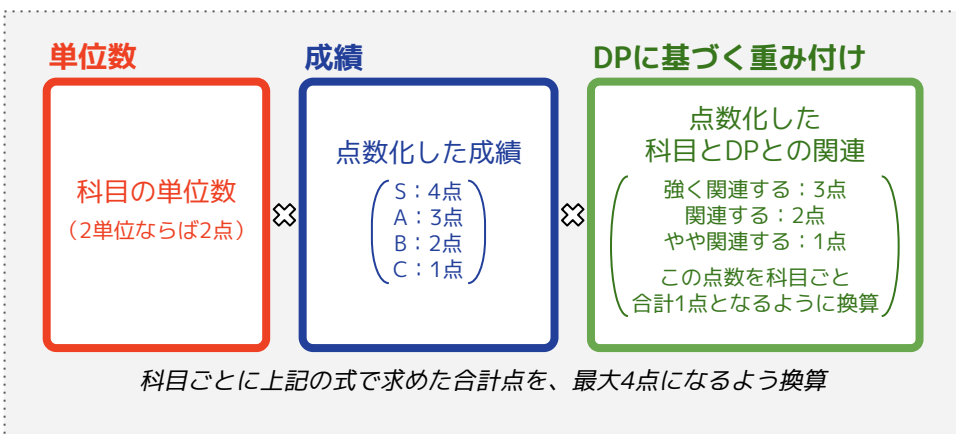 単位数
科目の単位数
（2単位ならば2点）
成績
点数化した成績
S：4点
A：3点
B：2点
C：1点
DPに基づく重み付け
点数化した
科目とDPとの関連
強く関連する：3点
関連する：2点
やや関連する：1点
この点数を科目ごと
合計1点となるように換算
科目ごとに上記の式で求めた合計点を、最大4点になるよう換算